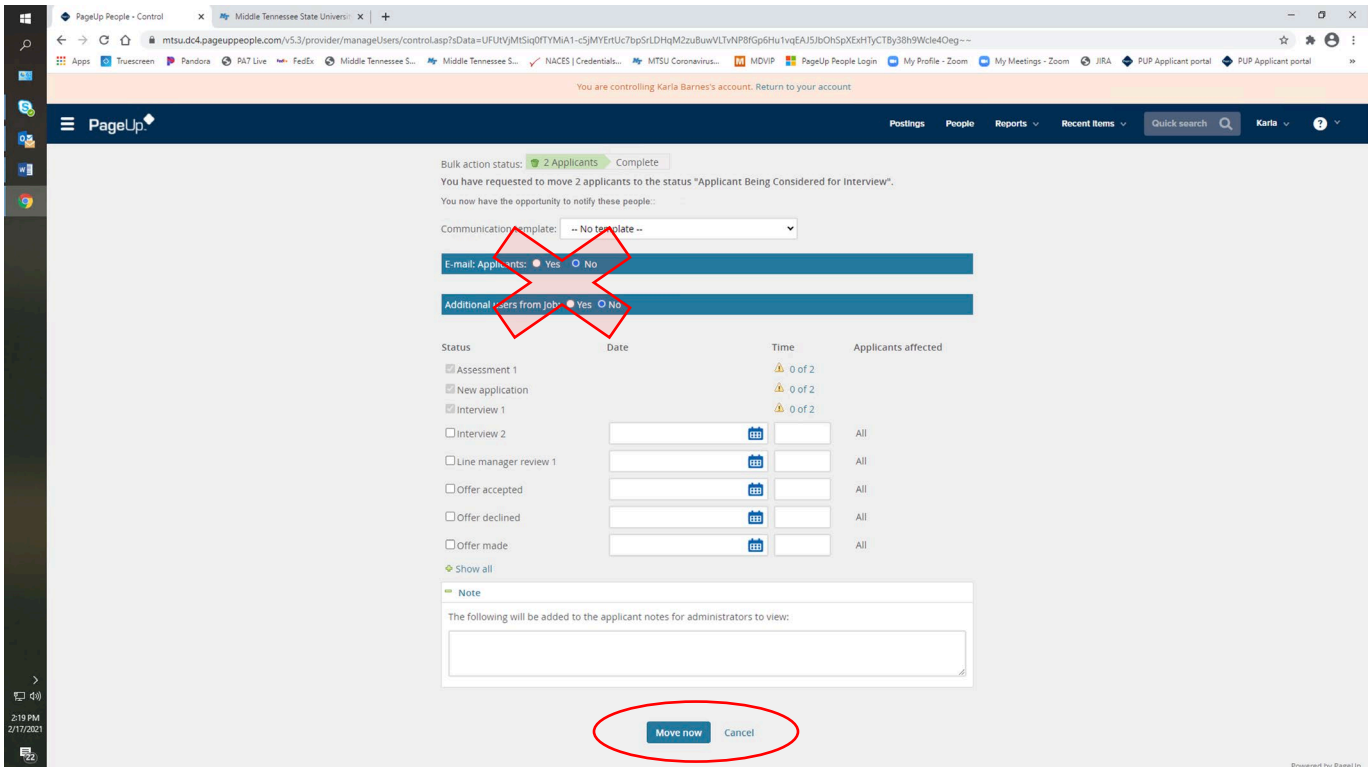 PageUp People - Control
Middle Tennessee State Universit
mtsu.dc4.pageuppeople.com/v5.3/provider/manageUsers/control.asp?sData=UFUtVjMtSiq0fTYMiA1-c5jMYErtUc7bpSrLDHqM2zuBuwVLTvNP8fGp6Hu1vqEAJ5JbOhSpXExHTyCTBy38h9Wcle4Oeg~~
Apps Truescreen Pandora PA7 Live FedEx Middle Tennessee S... Middle Tennessee S... NACES | Credentials... MTSU Coronavirus... MDVIP PageUp People Login My Profile - Zoom My Meetings - Zoom JIRA PUP Applicant portal PUP Applicant portal »
You are controlling Karla Barnes's account. Return to your account
PageUp. Postings People Reports Recent Items Quick search Karla ?
Bulk action status: 2 Applicants Complete
You have requested to move 2 applicants to the status "Applicant Being Considered for Interview".
You now have the opportunity to notify these people::
Communication template: -- No template --
E-mail: Applicants: Yes No
Additional users from Job: Yes No
Status Date Time Applicants affected
Assessment 1 0 of 2
New application 0 of 2
Interview 1 0 of 2
Interview 2 All
Line manager review 1 All
Offer accepted All
Offer declined All
Offer made All
Show all
Note
The following will be added to the applicant notes for administrators to view:
Move now Cancel
2:19 PM
2/17/2021
22
Powered by PageUp